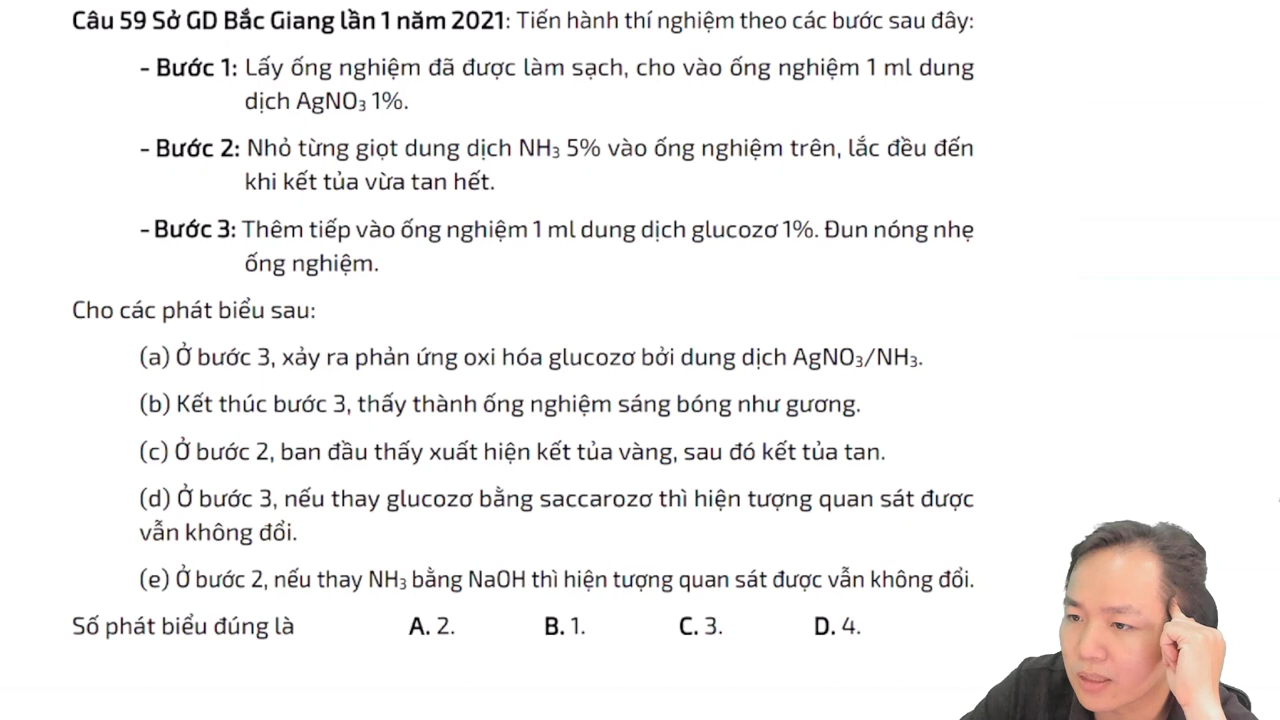 Câu 59 Sở GD Bắc Giang lần 1 năm 2021: Tiến hành thí nghiệm theo các bước sau đây:
- Bước 1: Lấy ống nghiệm đã được làm sạch, cho vào ống nghiệm 1 ml dung
dịch AgNO₃ 1%.
- Bước 2: Nhỏ từng giọt dung dịch NH₃ 5% vào ống nghiệm trên, lắc đều đến
khi kết tủa vừa tan hết.
- Bước 3: Thêm tiếp vào ống nghiệm 1 ml dung dịch glucozơ 1%. Đun nóng nhẹ
ống nghiệm.
Cho các phát biểu sau:
(a) Ở bước 3, xảy ra phản ứng oxi hóa glucozơ bởi dung dịch AgNO₃/NH₃.
(b) Kết thúc bước 3, thấy thành ống nghiệm sáng bóng như gương.
(c) Ở bước 2, ban đầu thấy xuất hiện kết tủa vàng, sau đó kết tủa tan.
(d) Ở bước 3, nếu thay glucozơ bằng saccarozơ thì hiện tượng quan sát được
vẫn không đổi.
(e) Ở bước 2, nếu thay NH₃ bằng NaOH thì hiện tượng quan sát được vẫn không đổi.
Số phát biểu đúng là A. 2. B. 1. C. 3. D. 4.